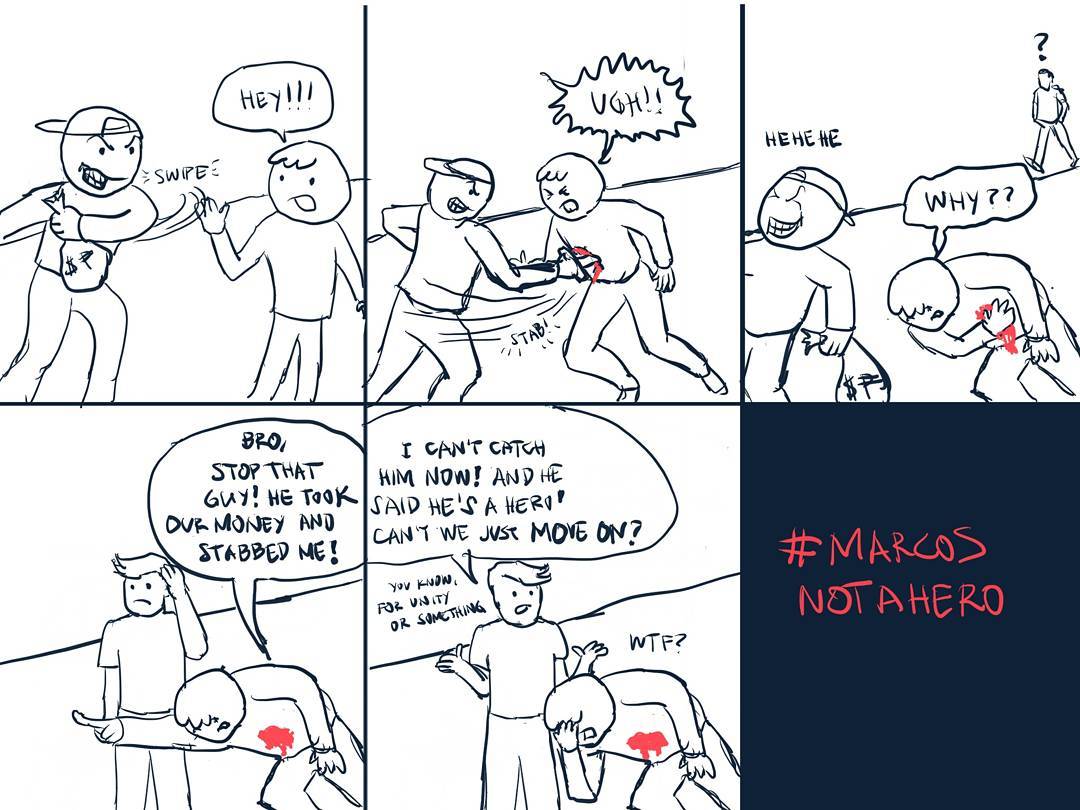 HEY!!!
SWIPE
$₱
UGH!!
STAB!
?
HEHEHE
WHY??
$₱
BRO,
STOP THAT
GUY! HE TOOK
OUR MONEY AND
STABBED ME!
I CAN'T CATCH
HIM NOW! AND HE
SAID HE'S A HERO!
CAN'T WE JUST MOVE ON?
YOU KNOW,
FOR UNITY
OR SOMETHING
WTF?
#MARCOS
NOT A HERO